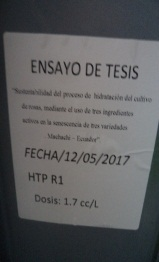 ENSAYO DE TESIS
"Sustentabilidad del proceso de hidratación del cultivo
de rosas, mediante el uso de tres ingredientes
activos en la senescencia de tres variedades
Machachi – Ecuador"
FECHA/12/05/2017
HTP R1
Dosis: 1.7 cc/L